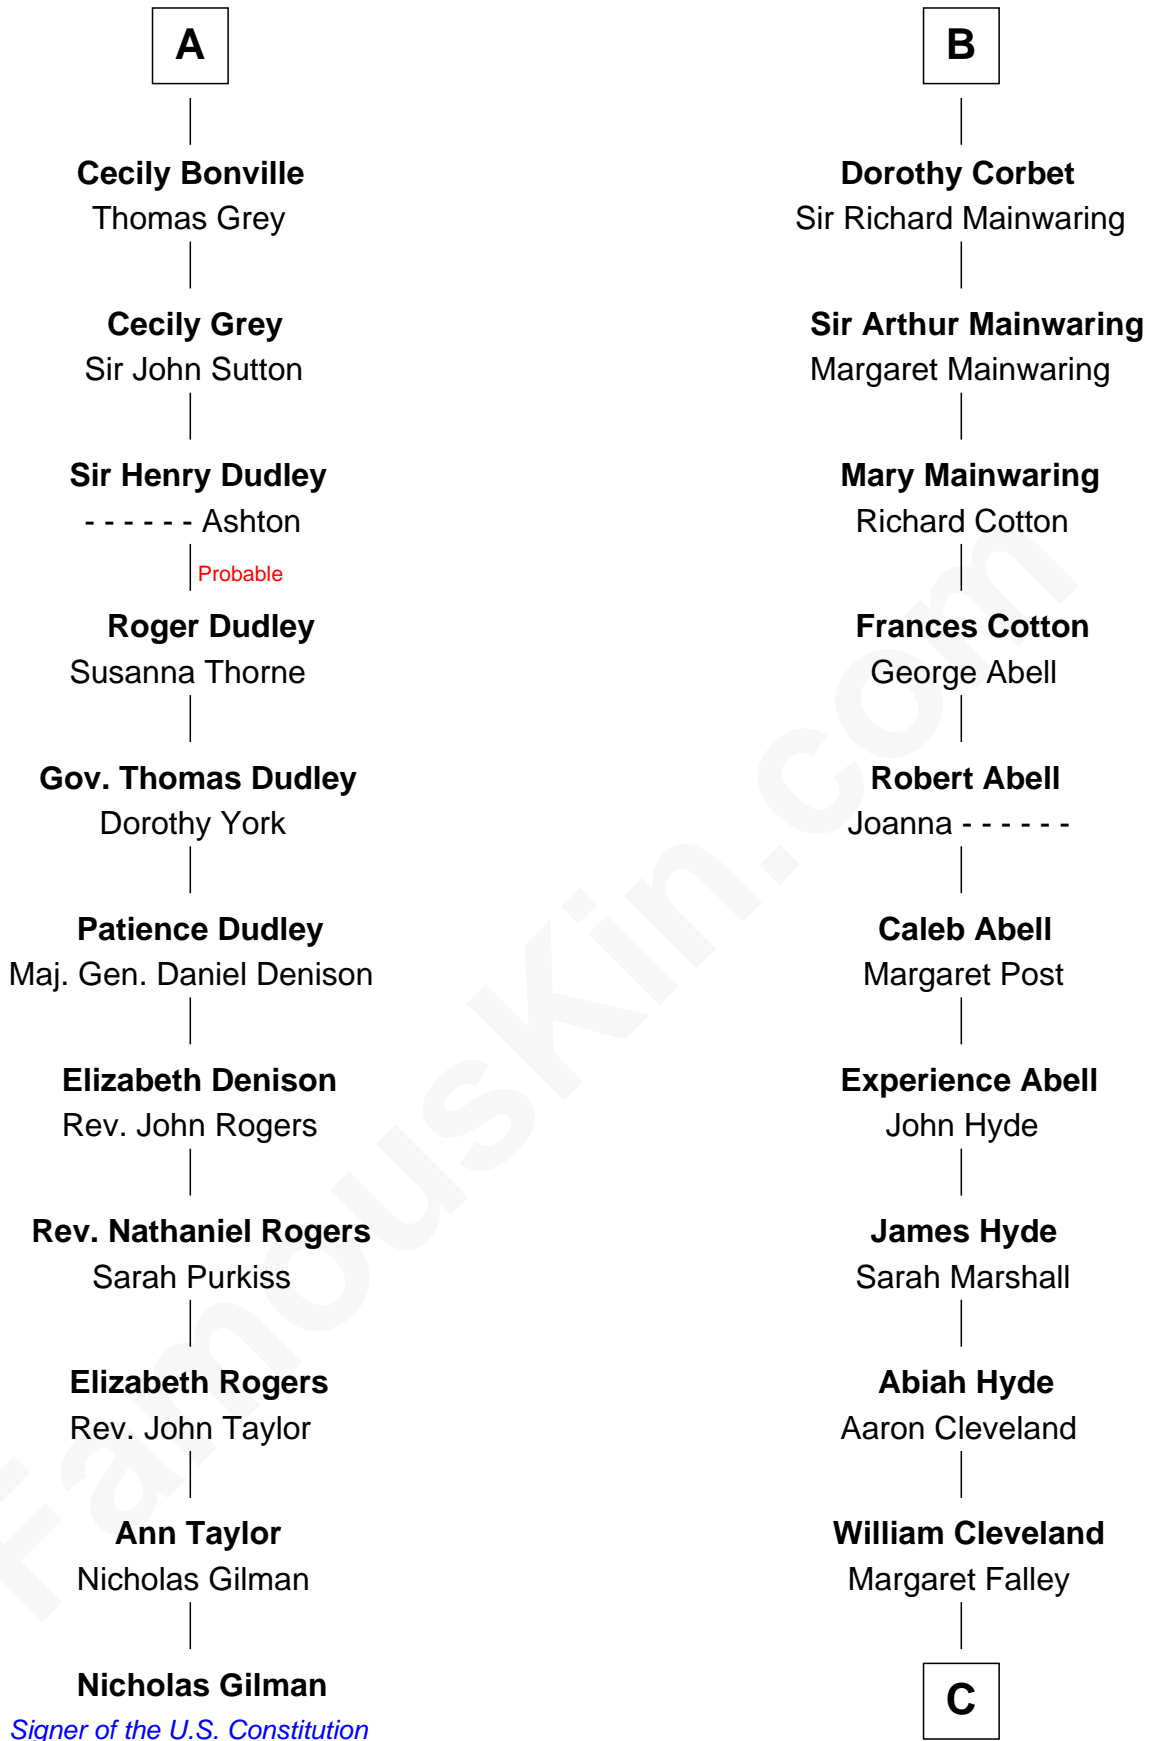 A
Cecily Bonville
Thomas Grey
Cecily Grey
Sir John Sutton
Sir Henry Dudley
- - - - - - Ashton
Probable
Roger Dudley
Susanna Thorne
Gov. Thomas Dudley
Dorothy York
Patience Dudley
Maj. Gen. Daniel Denison
Elizabeth Denison
Rev. John Rogers
Rev. Nathaniel Rogers
Sarah Purkiss
Elizabeth Rogers
Rev. John Taylor
Ann Taylor
Nicholas Gilman
Nicholas Gilman
Signer of the U.S. Constitution
B
Dorothy Corbet
Sir Richard Mainwaring
Sir Arthur Mainwaring
Margaret Mainwaring
Mary Mainwaring
Richard Cotton
Frances Cotton
George Abell
Robert Abell
Joanna - - - - - -
Caleb Abell
Margaret Post
Experience Abell
John Hyde
James Hyde
Sarah Marshall
Abiah Hyde
Aaron Cleveland
William Cleveland
Margaret Falley
C
FamousKin.com